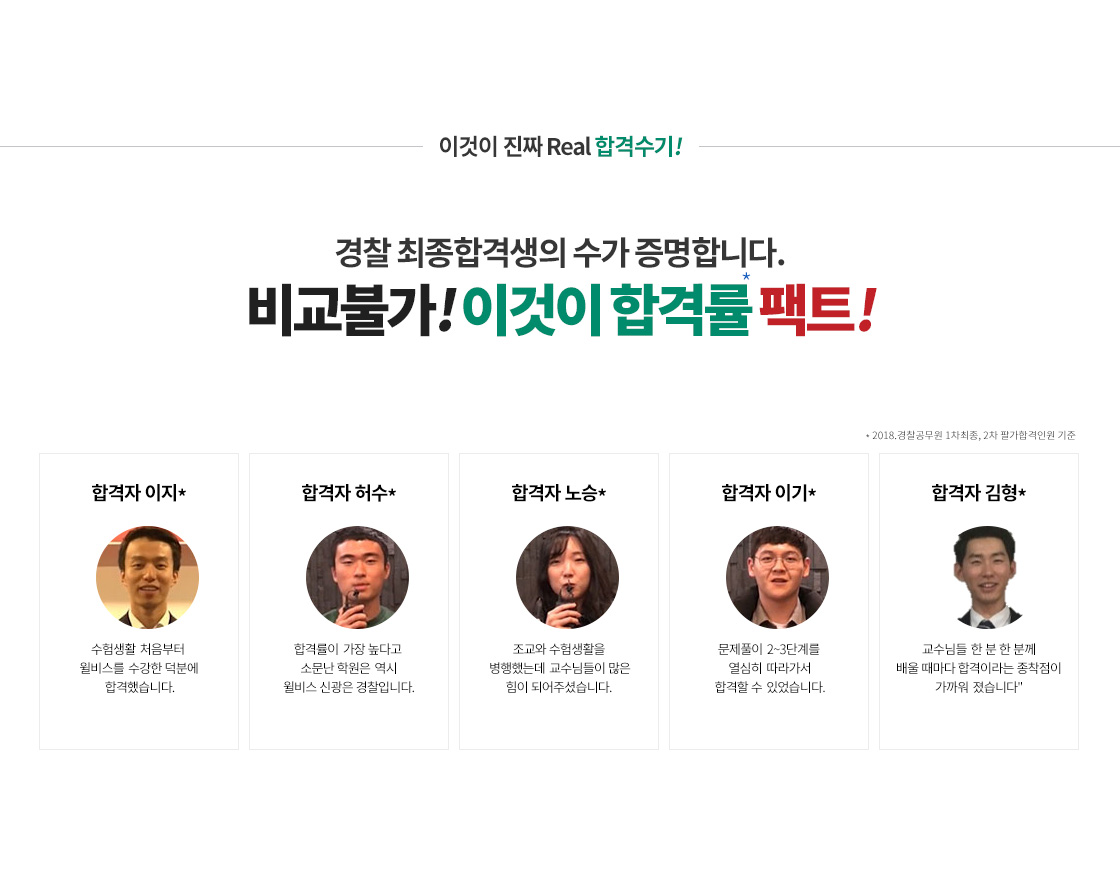 이것이 진짜 Real 합격수기!
경찰 최종합격생의 수가 증명합니다.
비교불가! 이것이 합격률* 팩트!
• 2018.경찰공무원 1차최종, 2차 필가합격인원 기준
합격자 이지*
수험생활 처음부터
윌비스를 수강한 덕분에
합격했습니다.
합격자 허수*
합격률이 가장 높다고
소문난 학원은 역시
윌비스 신광은 경찰입니다.
합격자 노승*
조교와 수험생활을
병행했는데 교수님들이 많은
힘이 되어주셨습니다.
합격자 이기*
문제풀이 2~3단계를
열심히 따라가서
합격할 수 있었습니다.
합격자 김형*
교수님들 한 분 한 분께
배울 때마다 합격이라는 종착점이
가까워 졌습니다"